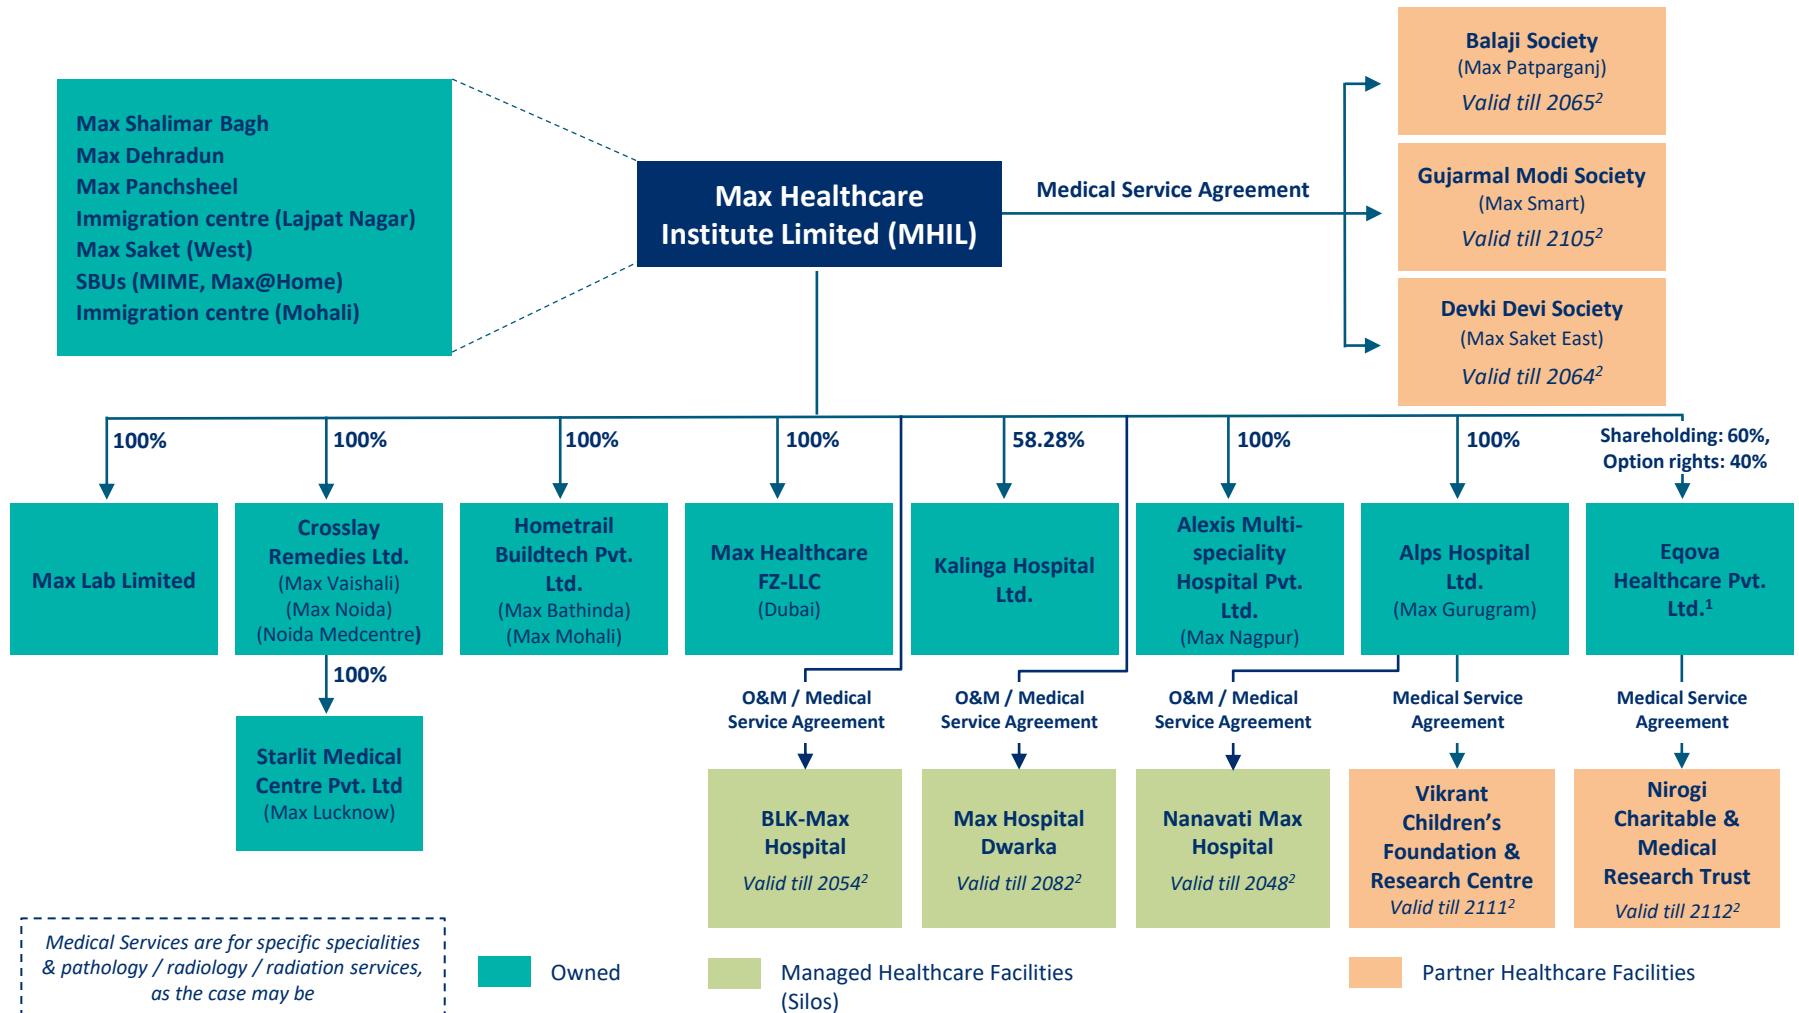 Balaji Society
(Max Patparganj)
Valid till 2065²
Max Shalimar Bagh
Max Dehradun
Max Panchsheel
Immigration centre (Lajpat Nagar)
Max Saket (West)
SBUs (MIME, Max@Home)
Immigration centre (Mohali)
Max Healthcare
Institute Limited (MHIL)
Medical Service Agreement
Gujarmal Modi Society
(Max Smart)
Valid till 2105²
Devki Devi Society
(Max Saket East)
Valid till 2064²
100%
100%
100%
100%
58.28%
100%
100%
Shareholding: 60%,
Option rights: 40%
Max Lab Limited
Crosslay
Remedies Ltd.
(Max Vaishali)
(Max Noida)
(Noida Medcentre)
Hometrail
Buildtech Pvt.
Ltd.
(Max Bathinda)
(Max Mohali)
Max Healthcare
FZ-LLC
(Dubai)
Kalinga Hospital
Ltd.
Alexis Multi-
speciality
Hospital Pvt.
Ltd.
(Max Nagpur)
Alps Hospital
Ltd.
(Max Gurugram)
Eqova
Healthcare Pvt.
Ltd.¹
100%
O&M / Medical
Service Agreement
O&M / Medical
Service Agreement
O&M / Medical
Service Agreement
Medical Service
Agreement
Medical Service
Agreement
Starlit Medical
Centre Pvt. Ltd
(Max Lucknow)
BLK-Max
Hospital
Valid till 2054²
Max Hospital
Dwarka
Valid till 2082²
Nanavati Max
Hospital
Valid till 2048²
Vikrant
Children’s
Foundation &
Research Centre
Valid till 2111²
Nirogi
Charitable &
Medical
Research Trust
Valid till 2112²
Medical Services are for specific specialities
& pathology / radiology / radiation services,
as the case may be
Owned
Managed Healthcare Facilities
(Silos)
Partner Healthcare Facilities